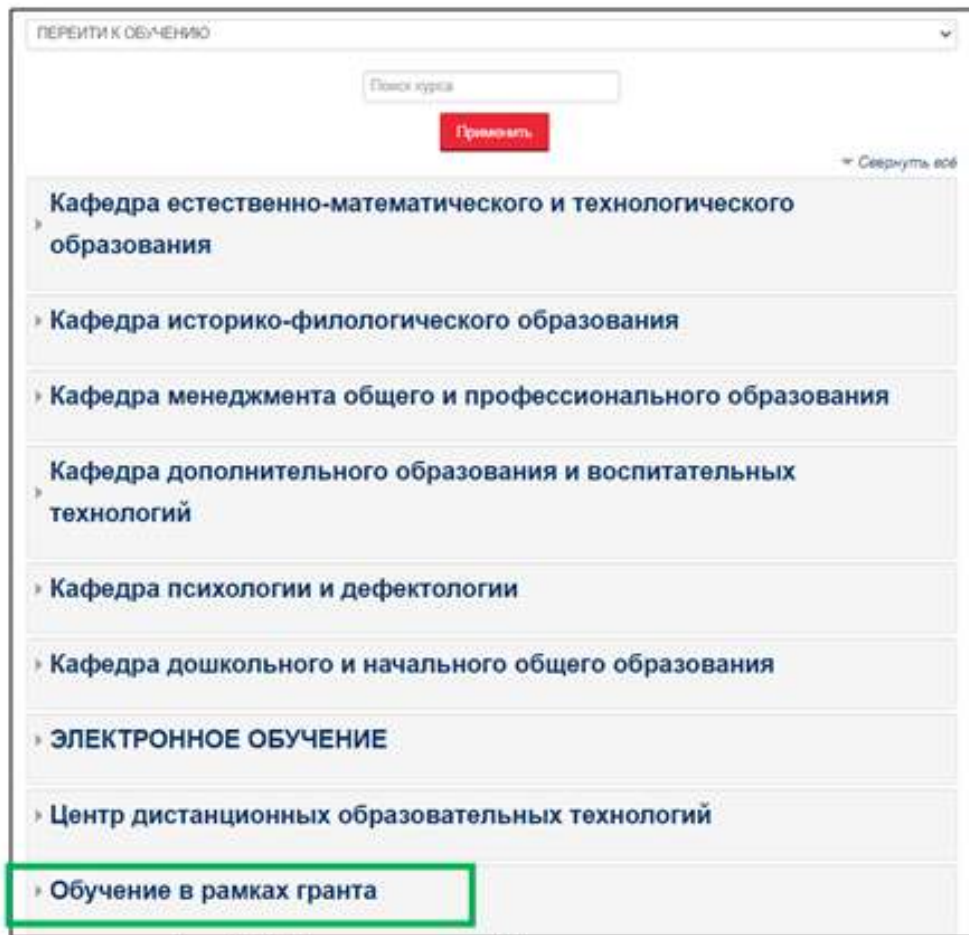 ПЕРЕЙТИ К ОБУЧЕНИЮ
Поиск курса
Применить
Свернуть всё
Кафедра естественно-математического и технологического
образования
Кафедра историко-филологического образования
Кафедра менеджмента общего и профессионального образования
Кафедра дополнительного образования и воспитательных
технологий
Кафедра психологии и дефектологии
Кафедра дошкольного и начального общего образования
ЭЛЕКТРОННОЕ ОБУЧЕНИЕ
Центр дистанционных образовательных технологий
Обучение в рамках гранта